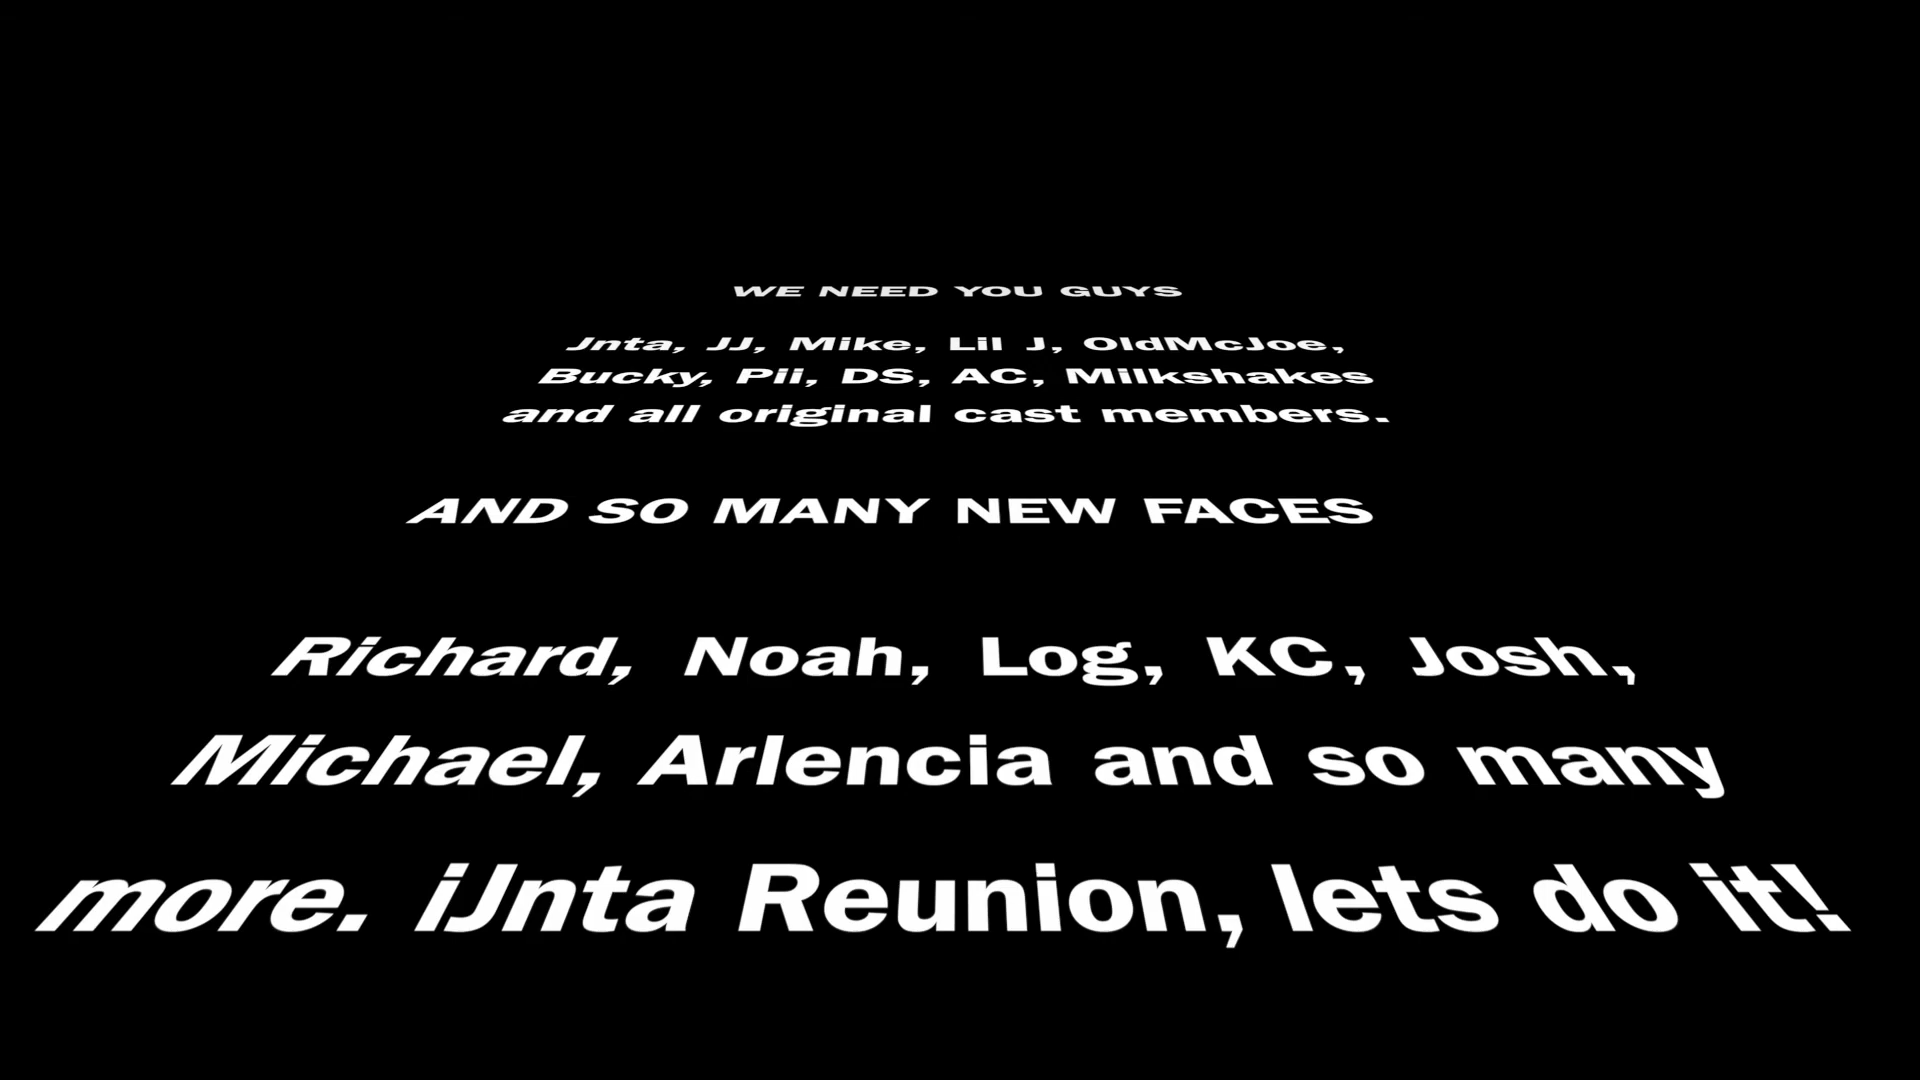 WE NEED YOU GUYS
Jnta, JJ, Mike, Lil J, OldMcJoe,
Bucky, Pii, DS, AC, Milkshakes
and all original cast members.
AND SO MANY NEW FACES
Richard, Noah, Log, KC, Josh,
Michael, Arlencia and so many
more. iJnta Reunion, lets do it!